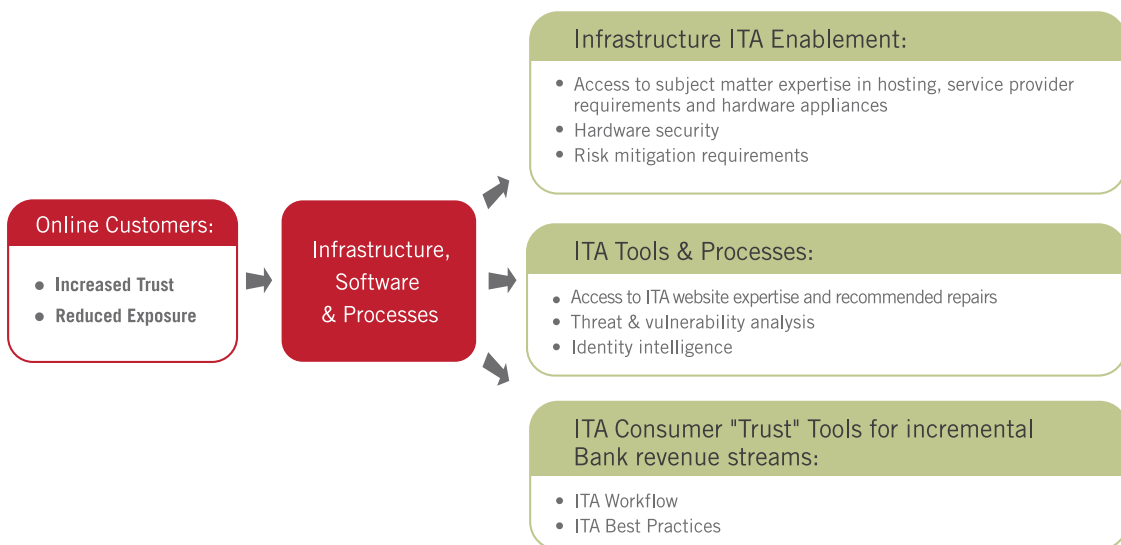 Online Customers:
• Increased Trust
• Reduced Exposure
Infrastructure,
Software
& Processes
Infrastructure ITA Enablement:
• Access to subject matter expertise in hosting, service provider
requirements and hardware appliances
• Hardware security
• Risk mitigation requirements
ITA Tools & Processes:
• Access to ITA website expertise and recommended repairs
• Threat & vulnerability analysis
• Identity intelligence
ITA Consumer "Trust" Tools for incremental
Bank revenue streams:
• ITA Workflow
• ITA Best Practices